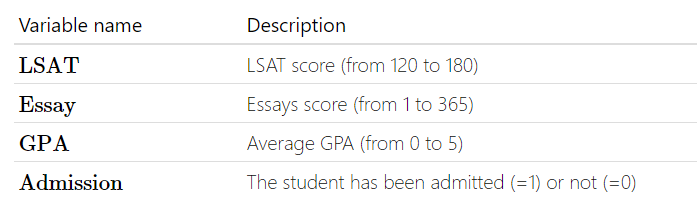 Variable name Description
LSAT LSAT score (from 120 to 180)
Essay Essays score (from 1 to 365)
GPA Average GPA (from 0 to 5)
Admission The student has been admitted (=1) or not (=0)